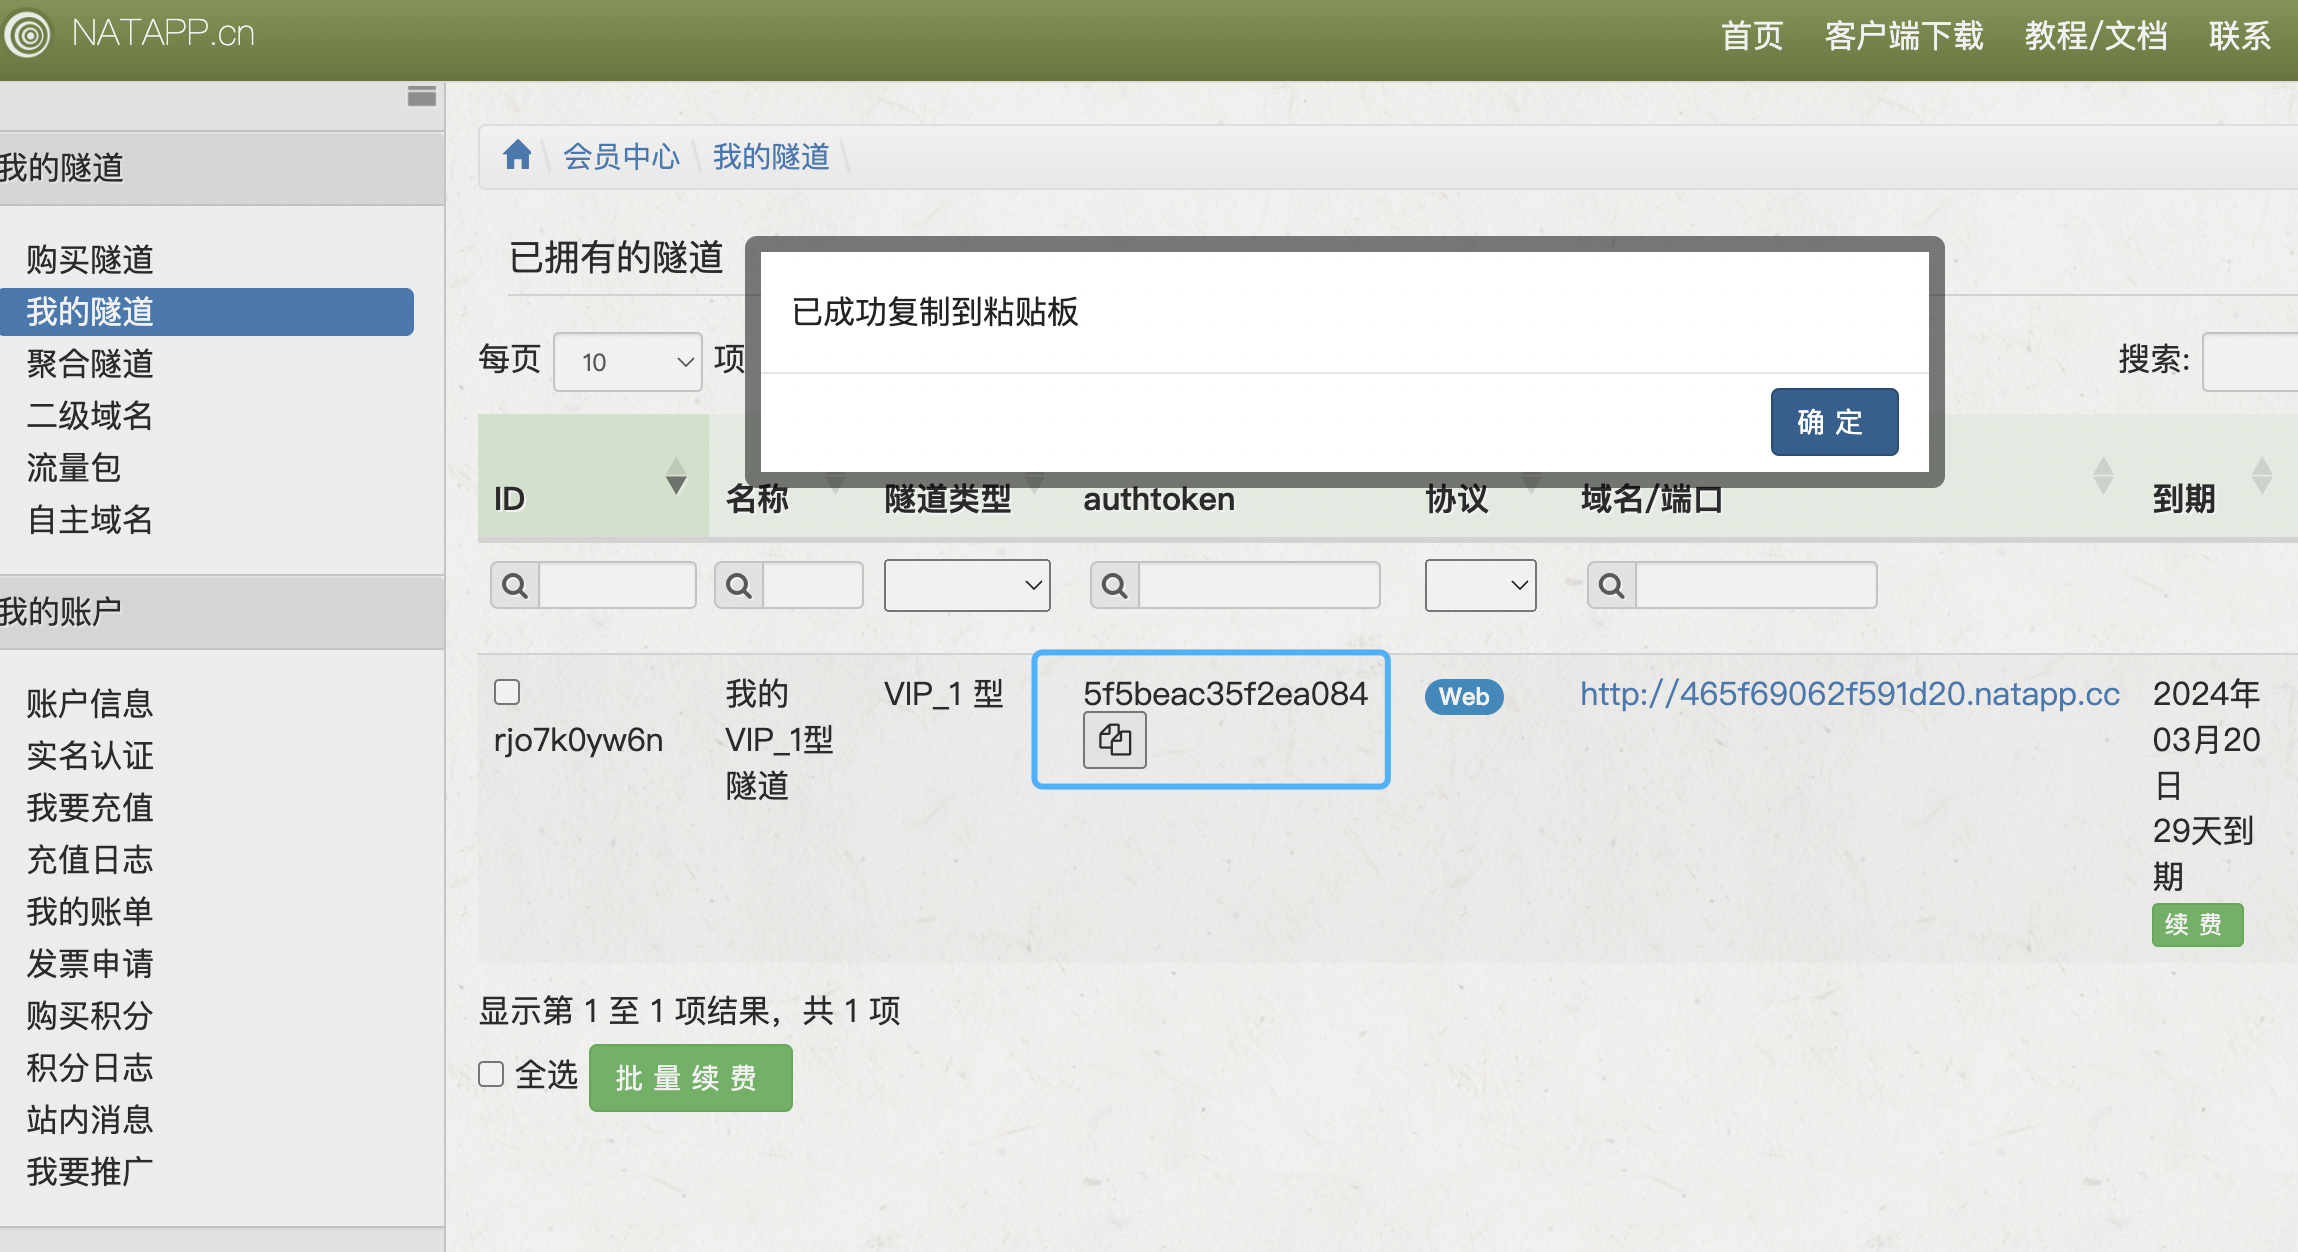 NATAPP.cn
首页 客户端下载 教程/文档 联系
我的隧道
购买隧道
我的隧道
聚合隧道
二级域名
流量包
自主域名
我的账户
账户信息
实名认证
我要充值
充值日志
我的账单
发票申请
购买积分
积分日志
站内消息
我要推广
会员中心 \ 我的隧道 \
已拥有的隧道
已成功复制到粘贴板
确 定
每页 10 项
搜索:
ID 名称 隧道类型 authtoken 协议 域名/端口 到期
rjo7k0yw6n
我的
VIP_1型
隧道
VIP_1 型
5f5beac35f2ea084
Web
http://465f69062f591d20.natapp.cc
2024年
03月20
日
29天到
期
续 费
显示第 1 至 1 项结果，共 1 项
全选 批 量 续 费